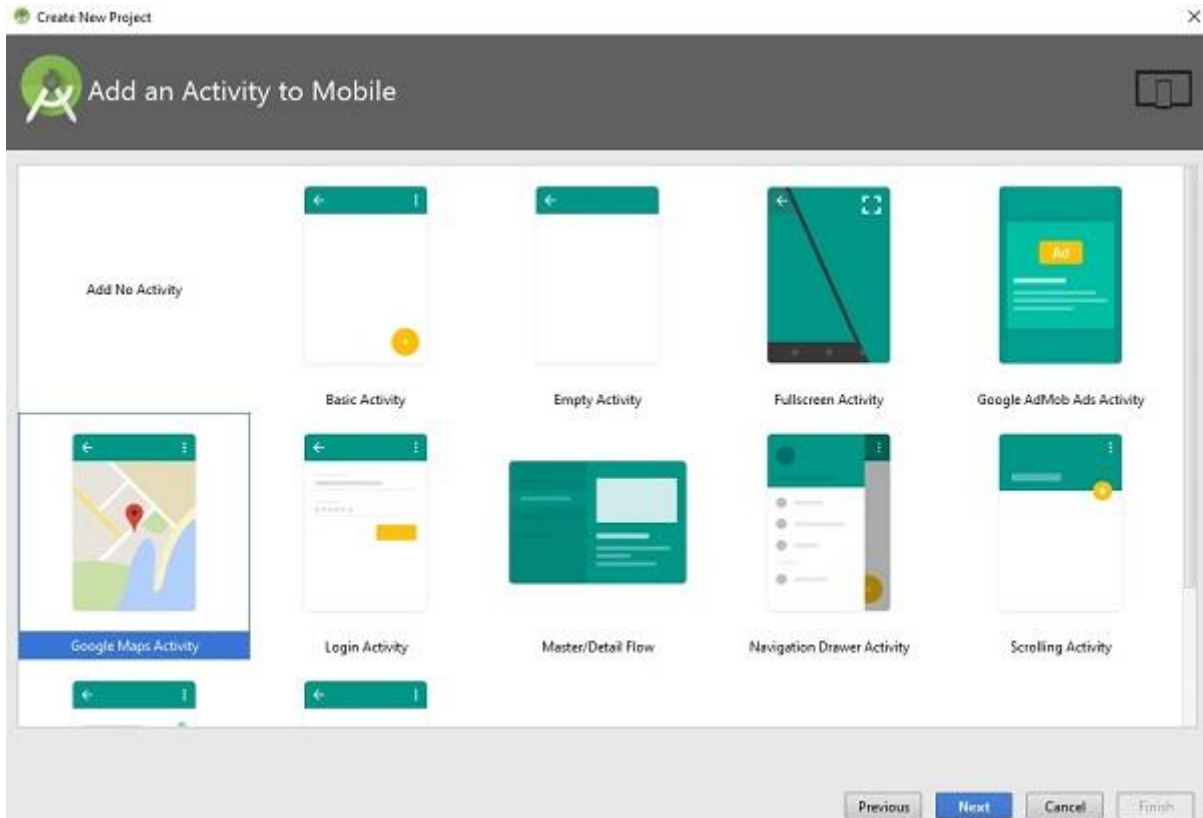 Create New Project
Add an Activity to Mobile
Add No Activity
Ad
Basic Activity
Empty Activity
Fullscreen Activity
Google AdMob Ads Activity
Google Maps Activity
Login Activity
Master/Detail Flow
Navigation Drawer Activity
Scrolling Activity
Previous
Next
Cancel
Finish